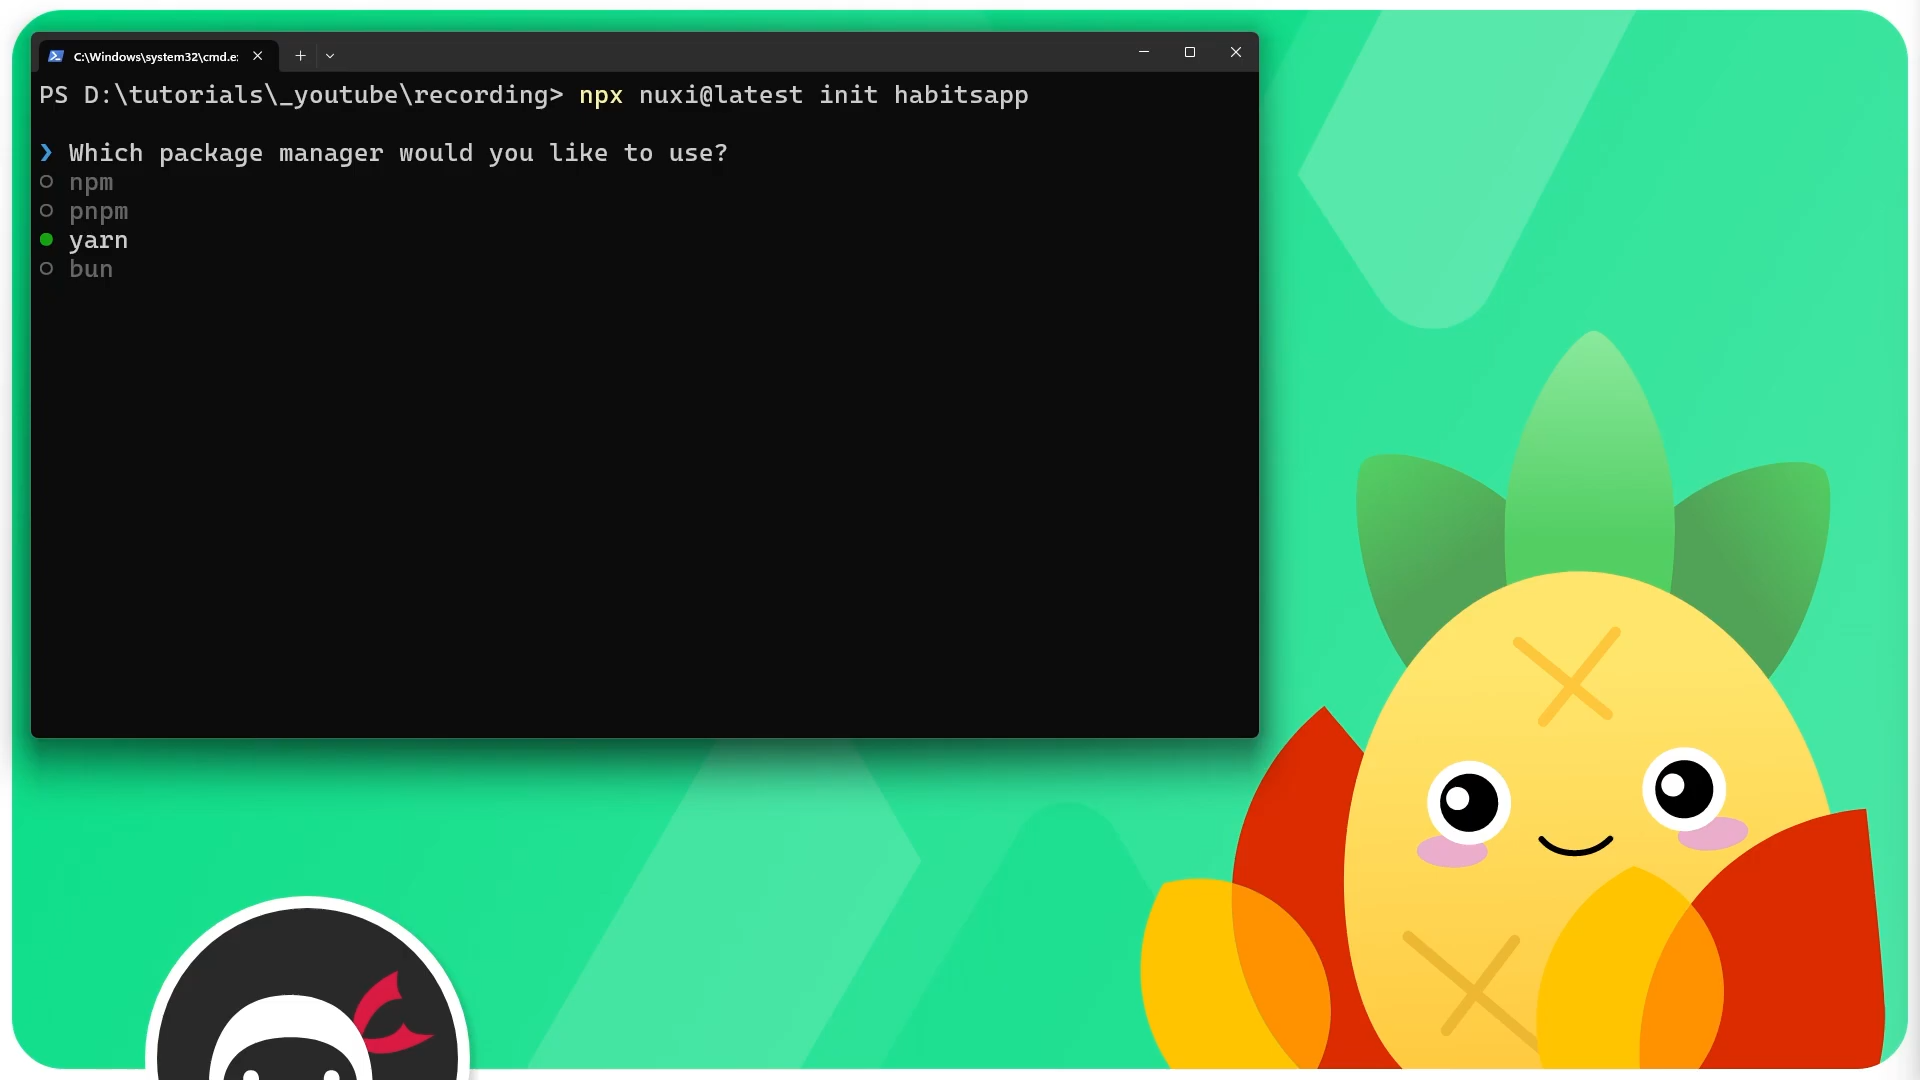 C:\Windows\system32\cmd.e:
PS D:\tutorials\_youtube\recording> npx nuxi@latest init habitsapp
❯ Which package manager would you like to use?
○ npm
○ pnpm
● yarn
○ bun